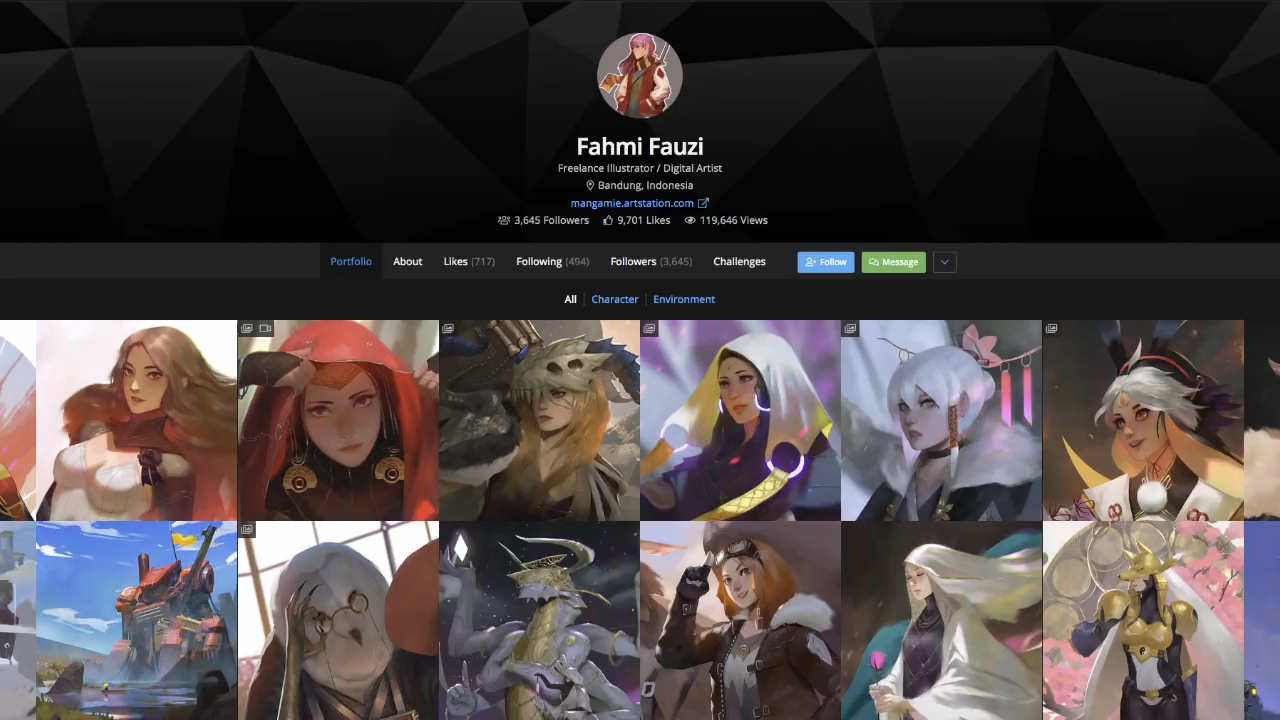 Fahmi Fauzi
Freelance Illustrator / Digital Artist
Bandung, Indonesia
mangamie.artstation.com
3,645 Followers 9,701 Likes 119,646 Views
Portfolio About Likes (717) Following (494) Followers (3,645) Challenges Follow Message
All Character Environment